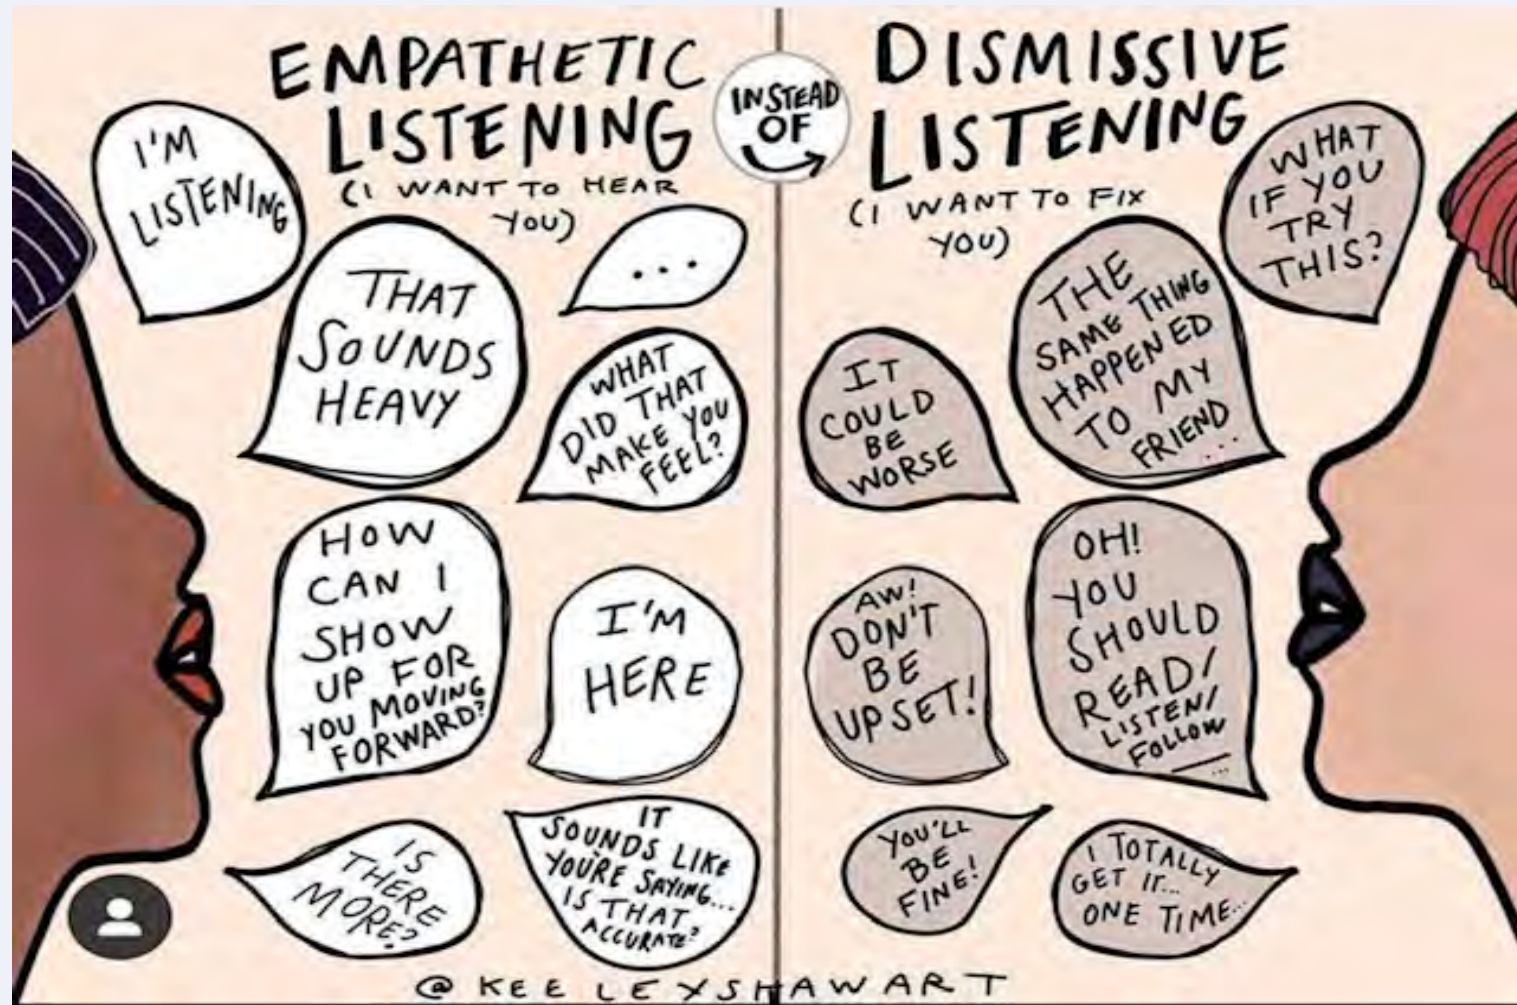 EMPATHETIC
LISTENING
(I WANT TO HEAR
YOU)
I'M
LISTENING
THAT
SOUNDS
HEAVY
...
WHAT
DID THAT
MAKE YOU
FEEL?
HOW
CAN I
SHOW
UP FOR
YOU MOVING
FORWARD?
I'M
HERE
IS
THERE
MORE?
IT
SOUNDS LIKE
YOU'RE SAYING...
IS THAT
ACCURATE?
INSTEAD
OF
DISMISSIVE
LISTENING
(I WANT TO FIX
YOU)
WHAT
IF YOU
TRY
THIS?
THE
SAME THING
HAPPENED
TO MY
FRIEND
...
IT
COULD
BE
WORSE
OH!
YOU
SHOULD
READ/
LISTEN/
FOLLOW
___
...
AW!
DON'T
BE
UPSET!
YOU'LL
BE
FINE!
I TOTALLY
GET IT...
ONE TIME...
@KEELEYSHAWART